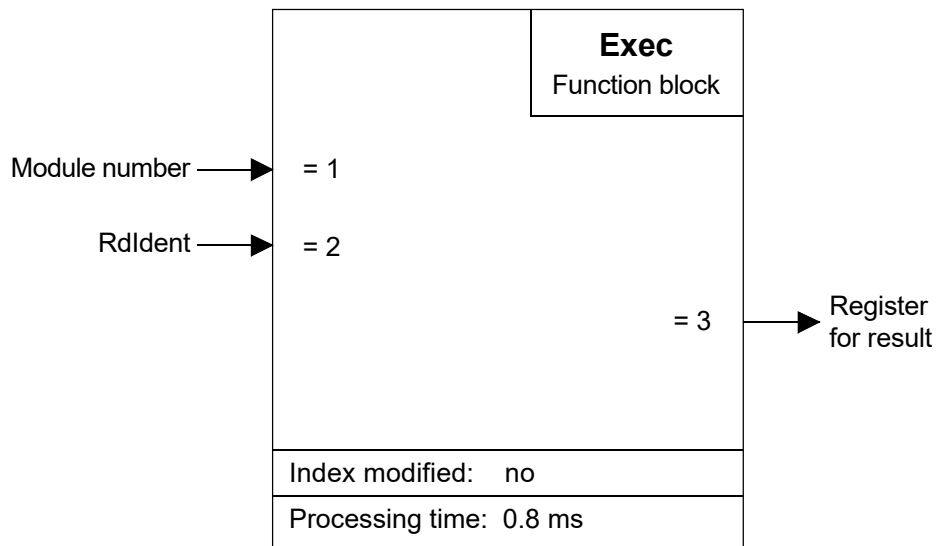 Exec
Function block
Module number
= 1
RdIdent
= 2
= 3
Register
for result
Index modified: no
Processing time: 0.8 ms